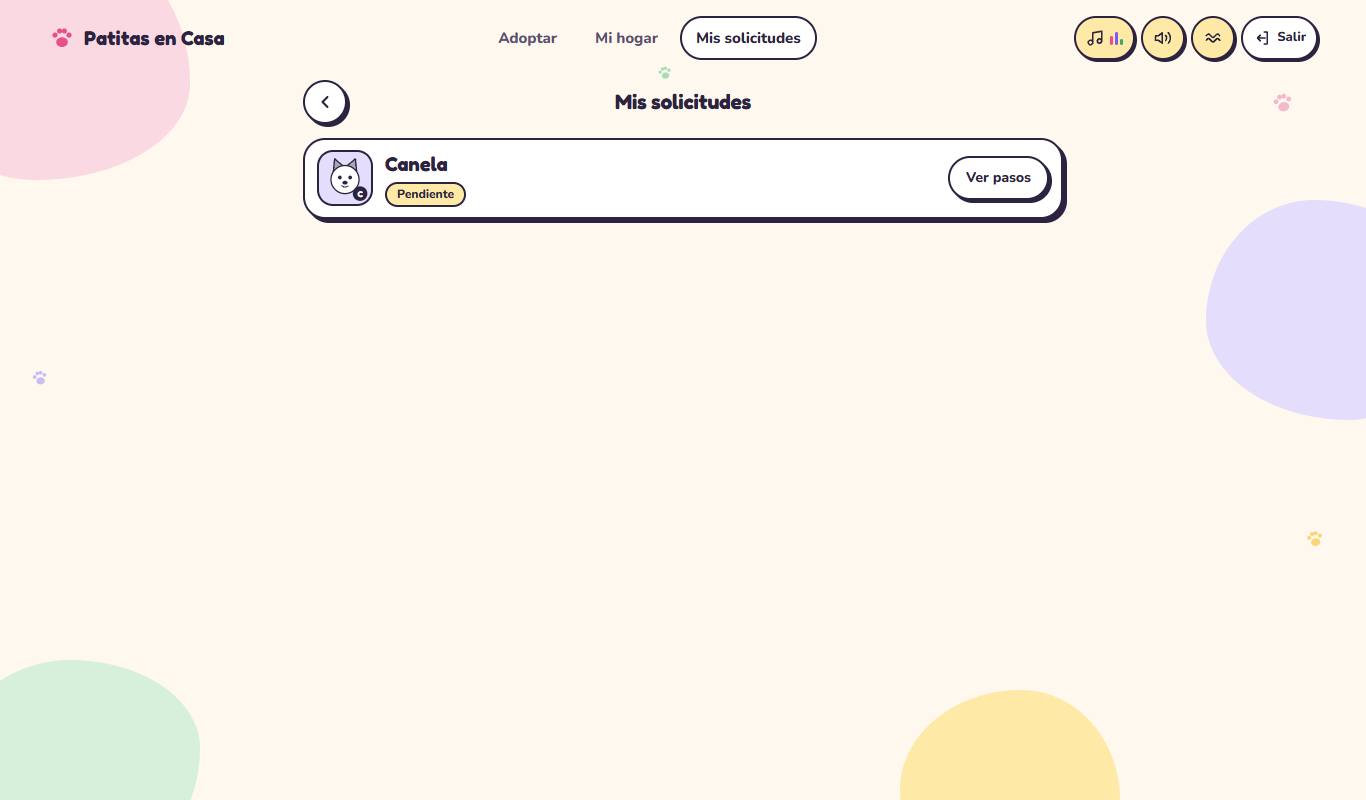 Patitas en Casa
Adoptar
Mi hogar
Mis solicitudes
Salir
Mis solicitudes
C
Canela
Pendiente
Ver pasos